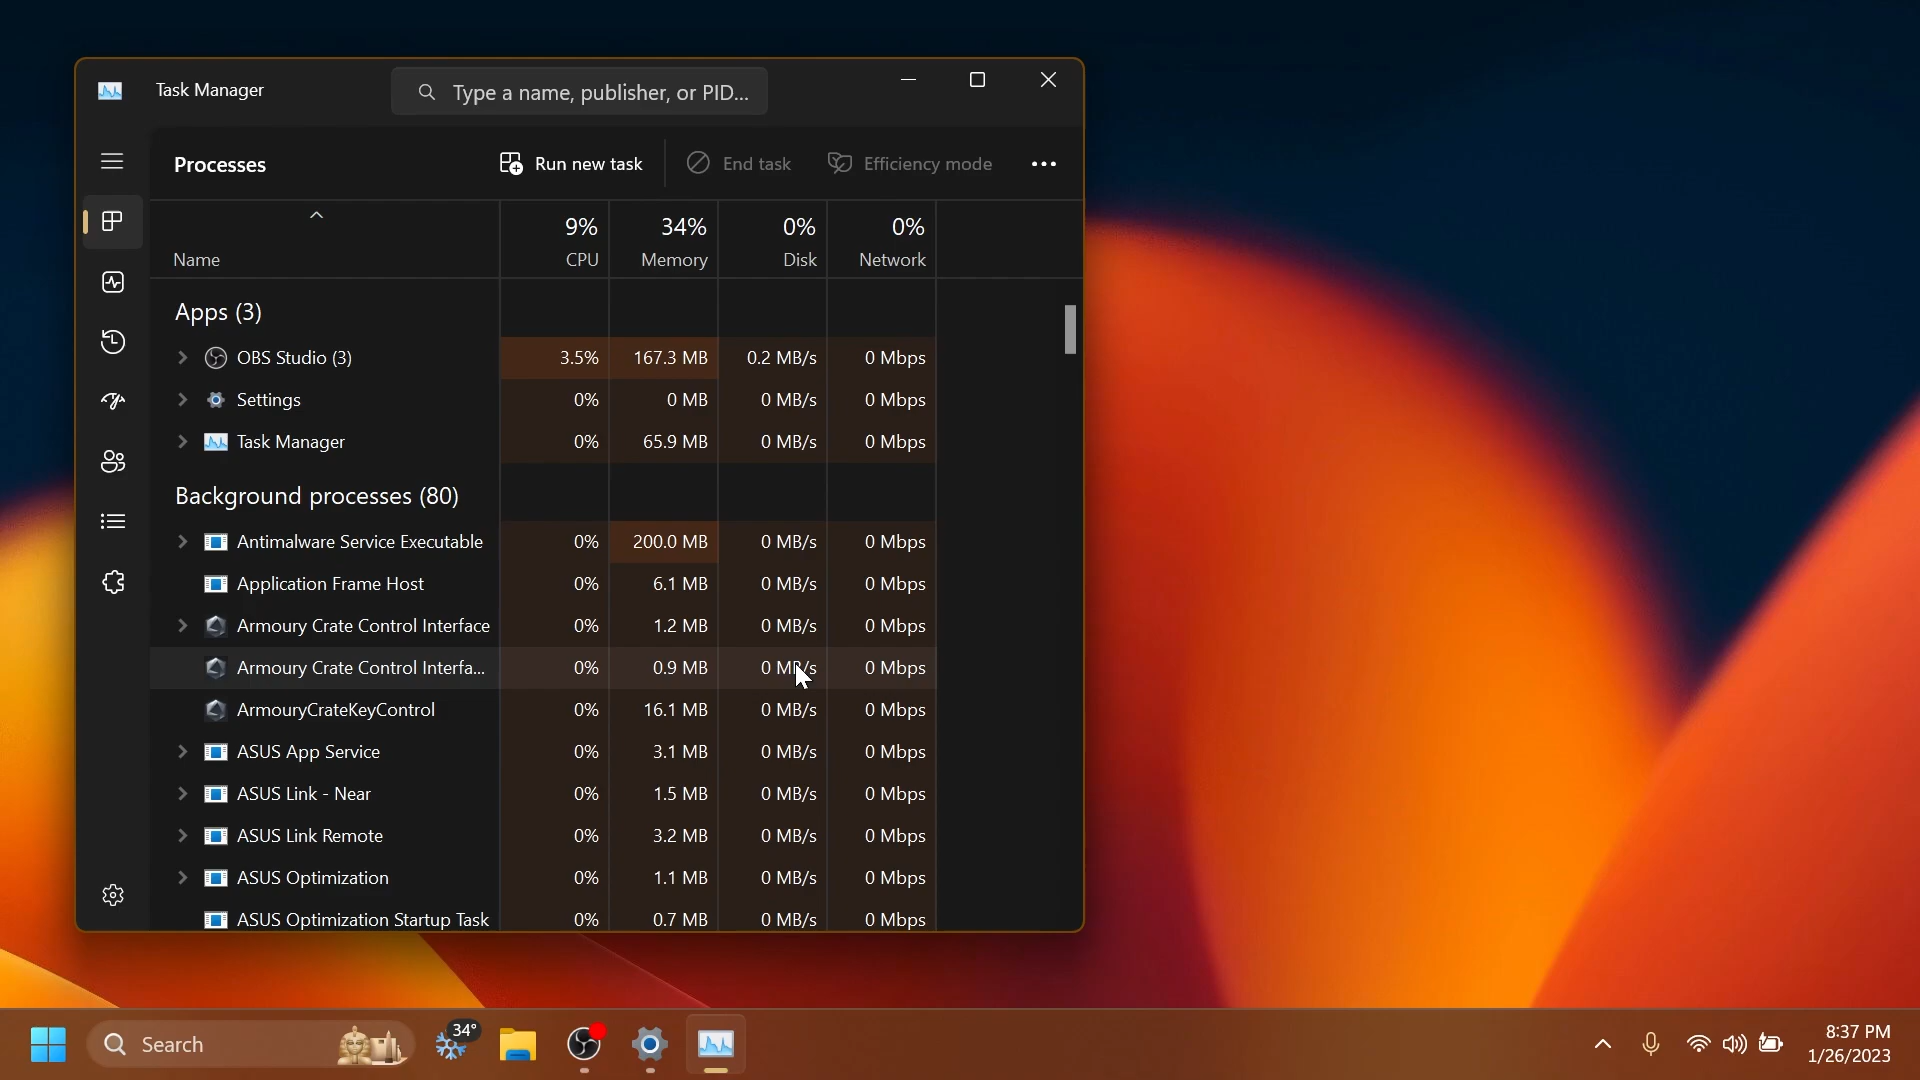 Task Manager
Type a name, publisher, or PID...
Processes
Run new task
End task
Efficiency mode
9% 34% 0% 0%
Name CPU Memory Disk Network
Apps (3)
OBS Studio (3) 3.5% 167.3 MB 0.2 MB/s 0 Mbps
Settings 0% 0 MB 0 MB/s 0 Mbps
Task Manager 0% 65.9 MB 0 MB/s 0 Mbps
Background processes (80)
Antimalware Service Executable 0% 200.0 MB 0 MB/s 0 Mbps
Application Frame Host 0% 6.1 MB 0 MB/s 0 Mbps
Armoury Crate Control Interface 0% 1.2 MB 0 MB/s 0 Mbps
Armoury Crate Control Interfa... 0% 0.9 MB 0 MB/s 0 Mbps
ArmouryCrateKeyControl 0% 16.1 MB 0 MB/s 0 Mbps
ASUS App Service 0% 3.1 MB 0 MB/s 0 Mbps
ASUS Link - Near 0% 1.5 MB 0 MB/s 0 Mbps
ASUS Link Remote 0% 3.2 MB 0 MB/s 0 Mbps
ASUS Optimization 0% 1.1 MB 0 MB/s 0 Mbps
ASUS Optimization Startup Task 0% 0.7 MB 0 MB/s 0 Mbps
Search
34°
8:37 PM
1/26/2023